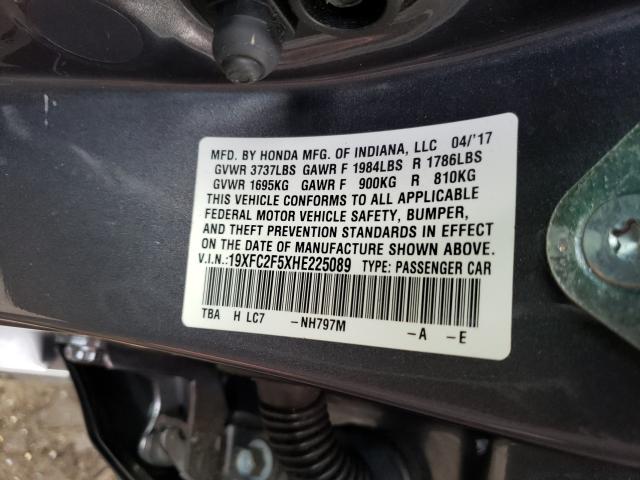 MFD. BY HONDA MFG. OF INDIANA, LLC 04/'17
GVWR 3737LBS GAWR F 1984LBS R 1786LBS
GVWR 1695KG GAWR F 900KG R 810KG
THIS VEHICLE CONFORMS TO ALL APPLICABLE
FEDERAL MOTOR VEHICLE SAFETY, BUMPER,
AND THEFT PREVENTION STANDARDS IN EFFECT
ON THE DATE OF MANUFACTURE SHOWN ABOVE.
V.I.N.:19XFC2F5XHE225089 TYPE: PASSENGER CAR
TBA H LC7 -NH797M -A -E